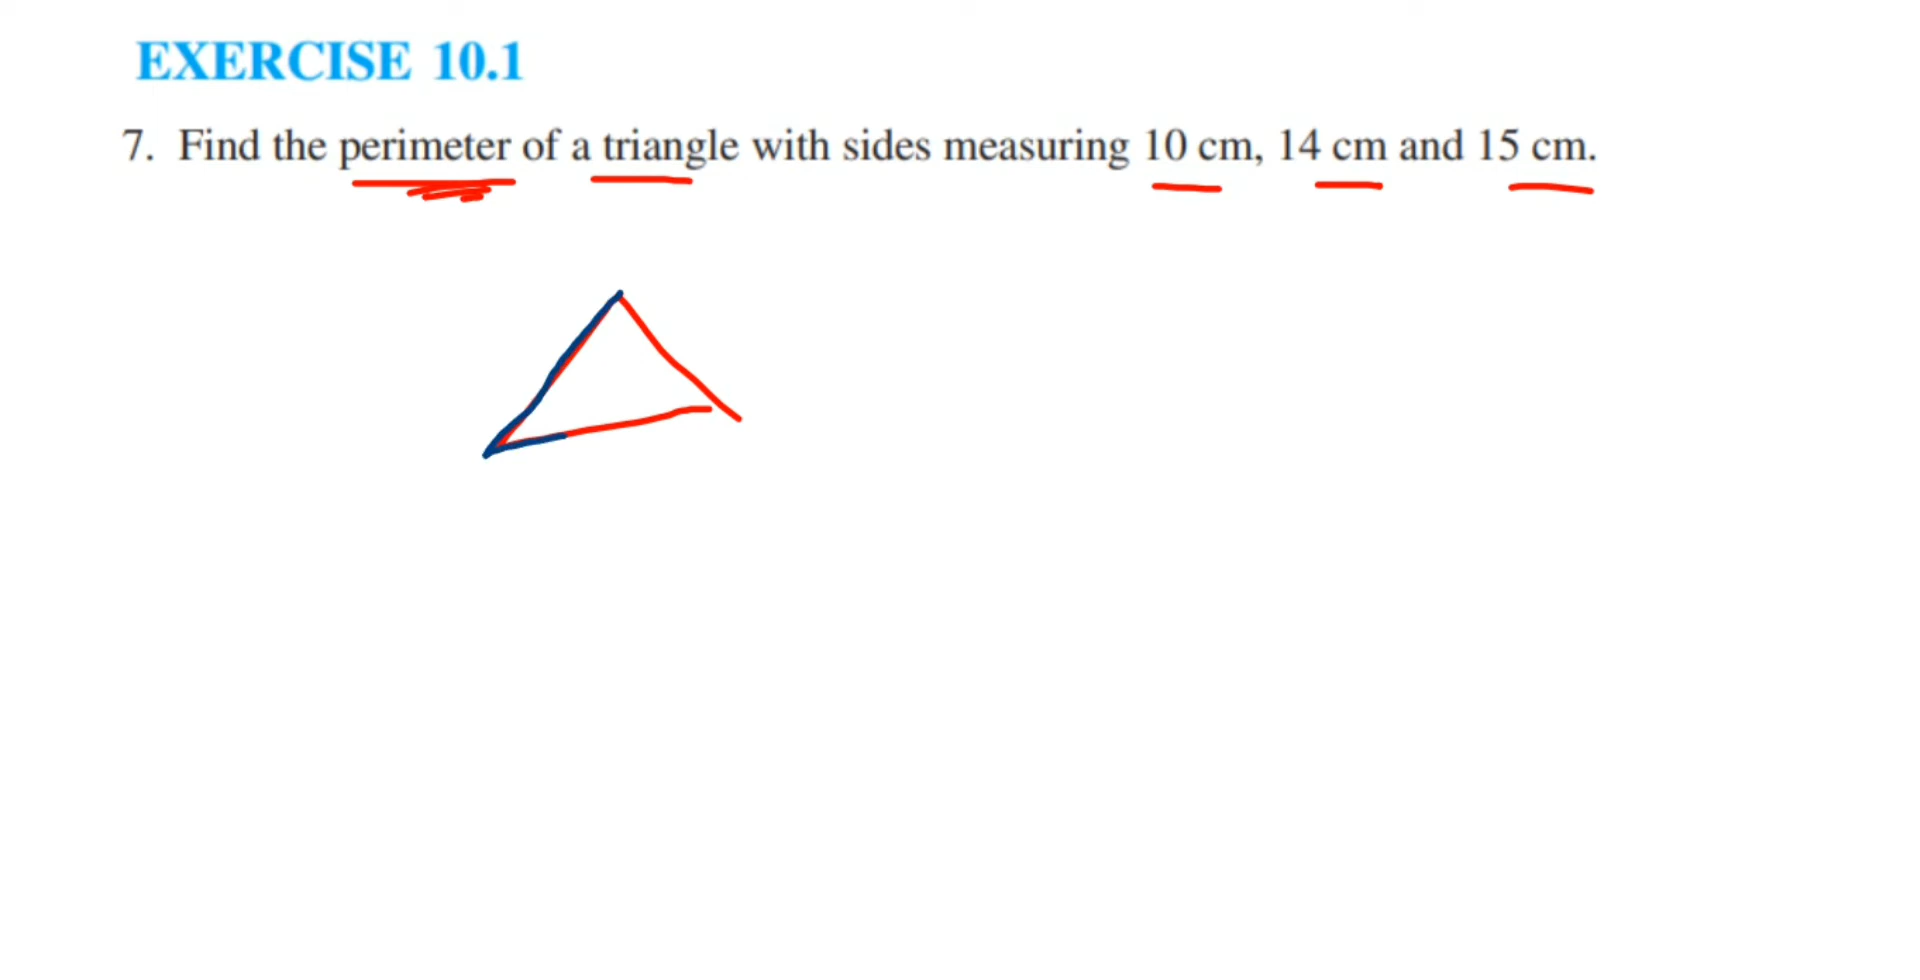 EXERCISE 10.1
7. Find the perimeter of a triangle with sides measuring 10 cm, 14 cm and 15 cm.